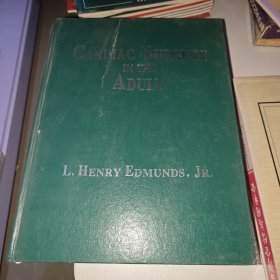 CARDIAC SURGERY
IN THE
ADULT
L. HENRY EDMUNDS, JR.